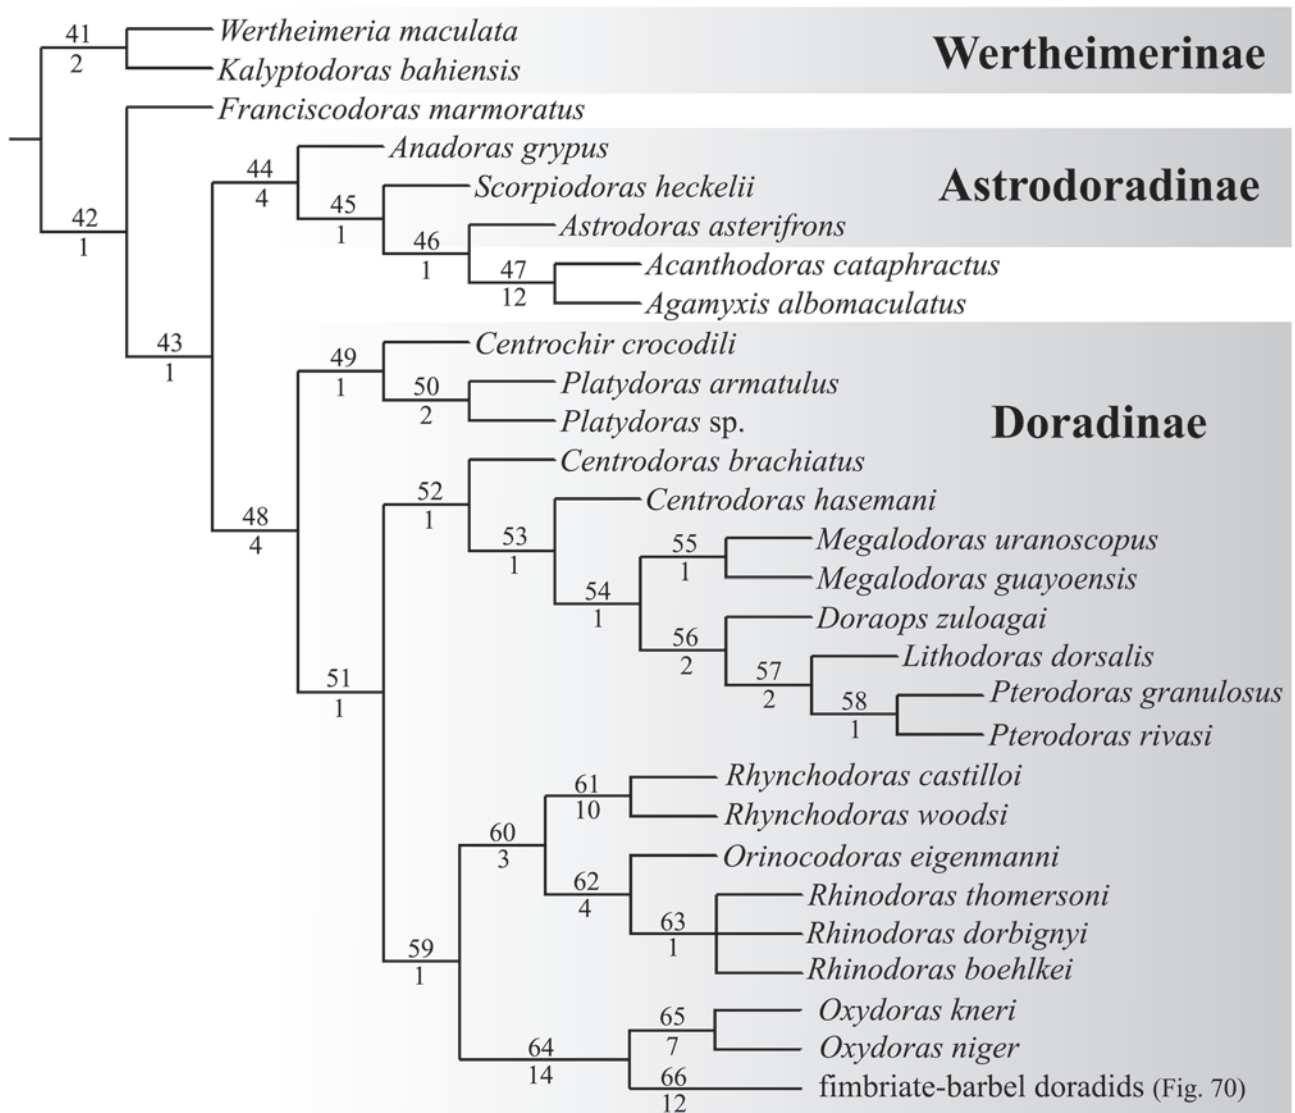 41
Wertheimeria maculata
2
Kalyptodoras bahiensis
Wertheimerinae
Franciscodoras marmoratus
Anadoras grypus
44
4
Scorpiodoras heckelii
Astrodoradinae
45
1
42
1
Astrodoras asterifrons
46
1
Acanthodoras cataphractus
47
12
Agamyxis albomaculatus
43
1
Centrochir crocodili
49
1
Platydoras armatulus
50
2
Platydoras sp.
Doradinae
Centrodoras brachiatus
52
1
Centrodoras hasemani
48
4
53
1
Megalodoras uranoscopus
55
1
Megalodoras guayoensis
54
1
Doraops zuloagai
56
2
Lithodoras dorsalis
57
2
51
1
Pterodoras granulosus
58
1
Pterodoras rivasi
Rhynchodoras castilloi
61
10
Rhynchodoras woodsi
60
3
Orinocodoras eigenmanni
62
4
Rhinodoras thomersoni
63
1
Rhinodoras dorbignyi
59
1
Rhinodoras boehlkei
Oxydoras kneri
65
7
Oxydoras niger
64
14
66
12
fimbriate-barbel doradids (Fig. 70)